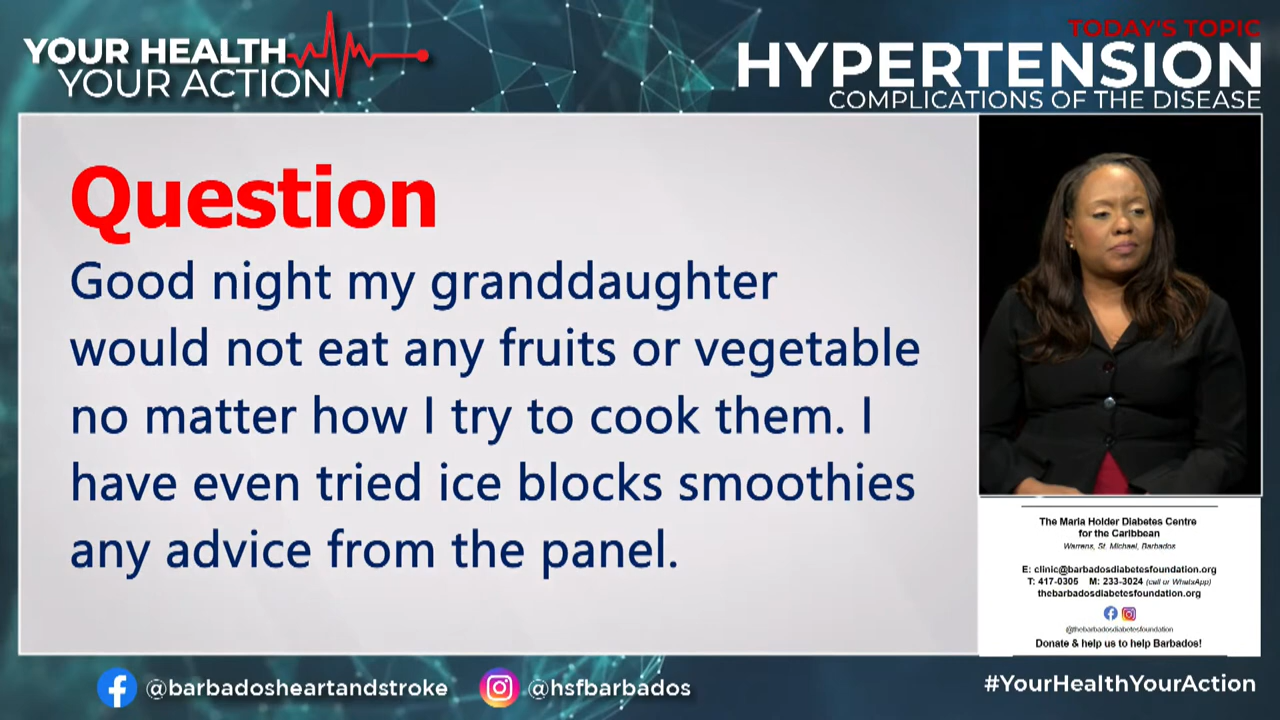 YOUR HEALTH
YOUR ACTION
TODAY'S TOPIC
HYPERTENSION
COMPLICATIONS OF THE DISEASE
Question
Good night my granddaughter
would not eat any fruits or vegetable
no matter how I try to cook them. I
have even tried ice blocks smoothies
any advice from the panel.
The Maria Holder Diabetes Centre
for the Caribbean
Warrens, St. Michael, Barbados
E: clinic@barbadosdiabetesfoundation.org
T: 417-0305 M: 233-3024 (call or WhatsApp)
thebarbadosdiabetesfoundation.org
@thebarbadosdiabetesfoundation
Donate & help us to help Barbados!
@barbadosheartandstroke
@hsfbarbados
#YourHealthYourAction